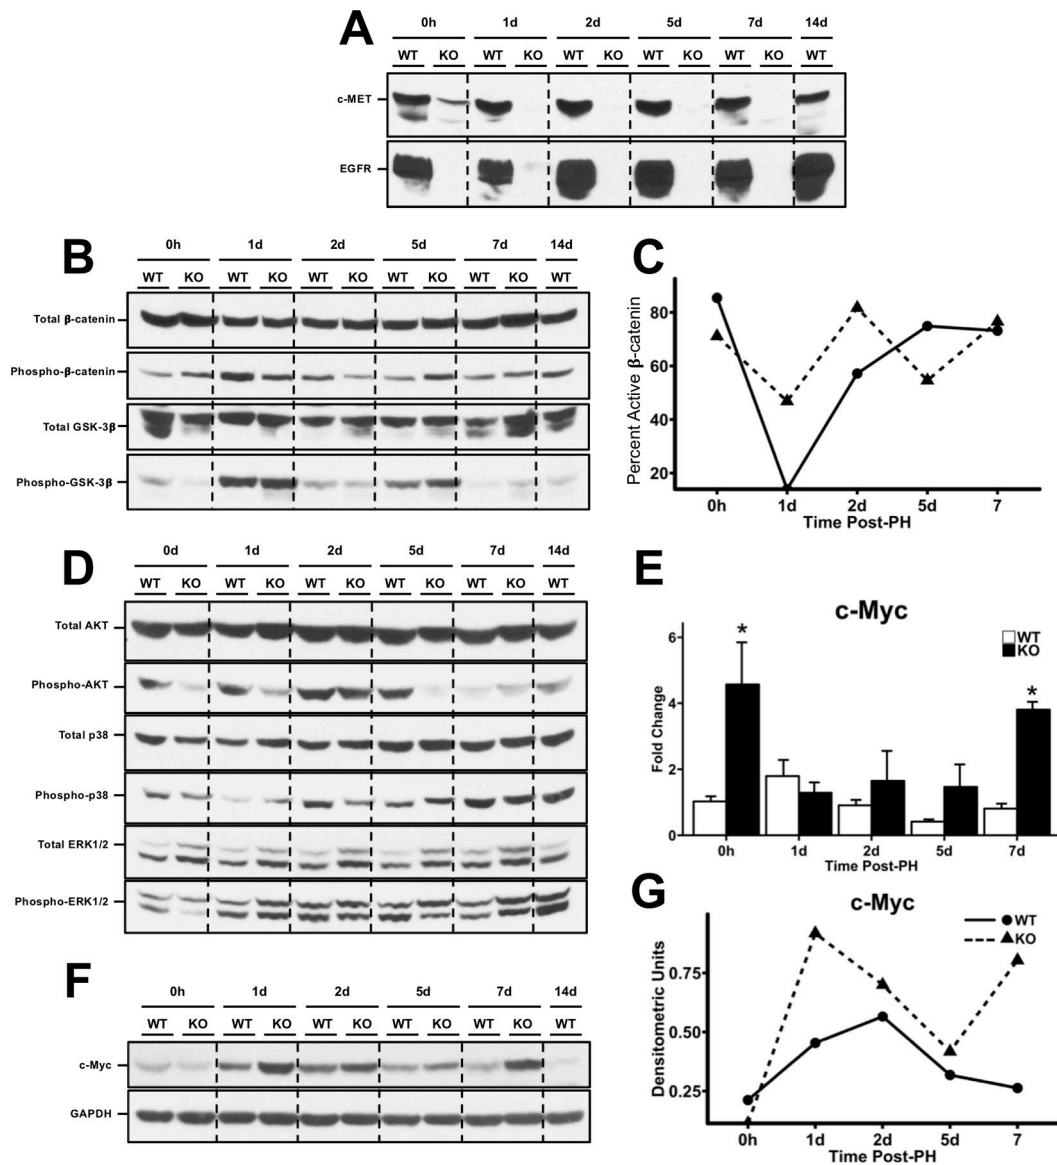 A
0h 1d 2d 5d 7d 14d
WT KO WT KO WT KO WT KO WT KO WT
c-MET
EGFR
B
0h 1d 2d 5d 7d 14d
WT KO WT KO WT KO WT KO WT KO WT
Total β-catenin
Phospho-β-catenin
Total GSK-3β
Phospho-GSK-3β
C
Percent Active β-catenin
80
60
40
20
0h 1d 2d 5d 7
Time Post-PH
D
0d 1d 2d 5d 7d 14d
WT KO WT KO WT KO WT KO WT KO WT
Total AKT
Phospho-AKT
Total p38
Phospho-p38
Total ERK1/2
Phospho-ERK1/2
E
c-Myc
WT
KO
Fold Change
6
4
2
0
* *
0h 1d 2d 5d 7d
Time Post-PH
F
0h 1d 2d 5d 7d 14d
WT KO WT KO WT KO WT KO WT KO WT
c-Myc
GAPDH
G
c-Myc
WT
KO
Densitometric Units
0.75
0.50
0.25
0h 1d 2d 5d 7
Time Post-PH